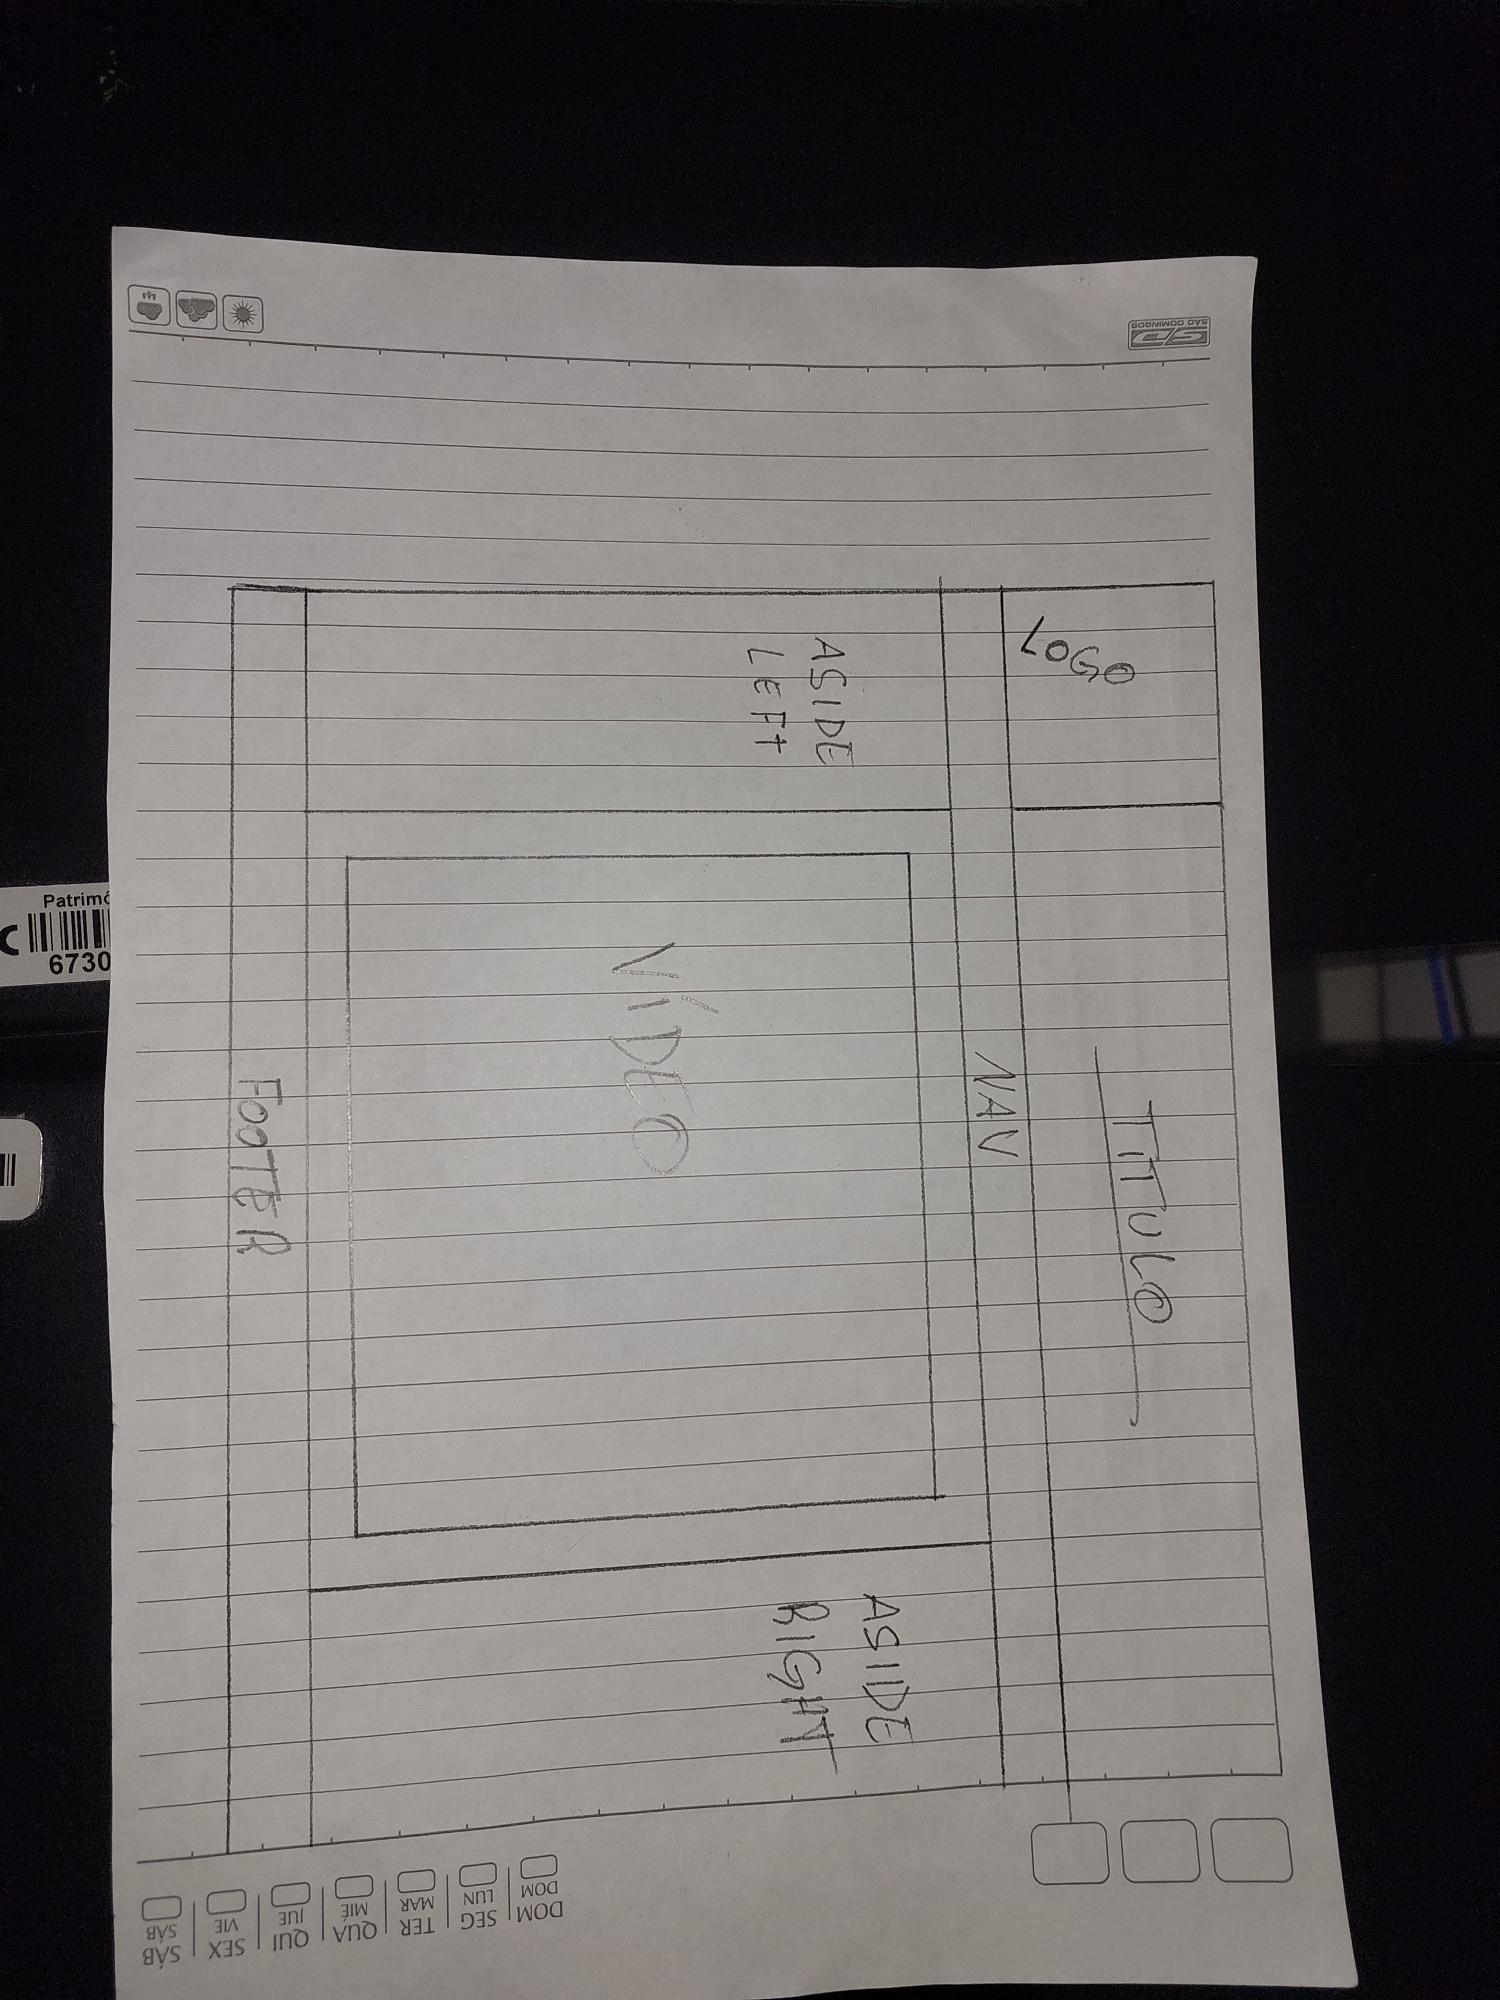 LOGO
TITULO
NAV
ASIDE
LEFT
VÍDEO
ASIDE
RIGHT
FOOTER
SÃO DOMINGOS
DOM SEG TER QUA QUI SEX SÁB
DOM LUN MAR MIÉ JUE VIE SÁB
Patrimô
C
6730